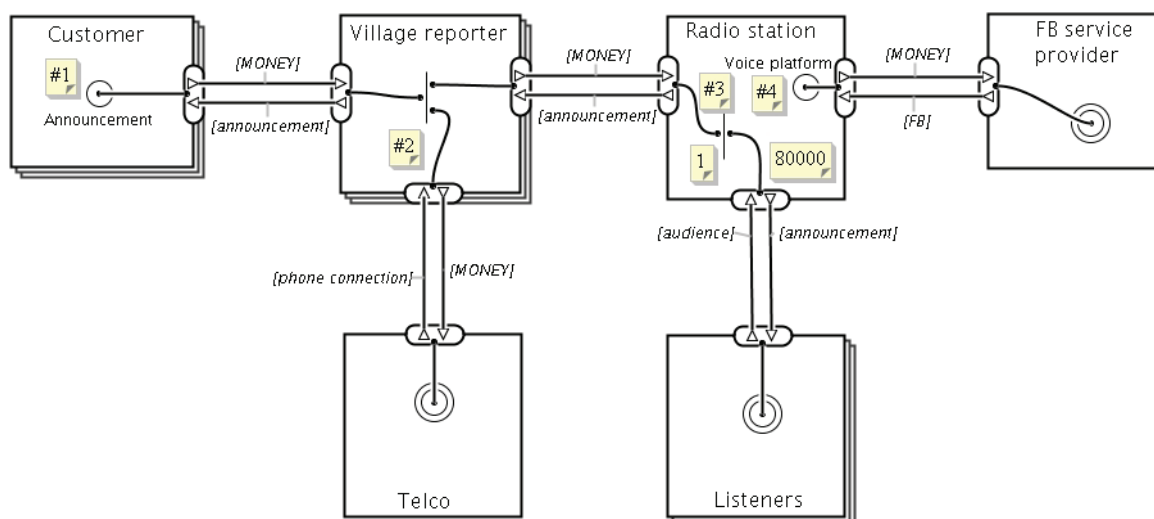 Customer
#1
Announcement
[MONEY]
[announcement]
Village reporter
#2
[MONEY]
[announcement]
Radio station
Voice platform
#3
#4
1
80000
[MONEY]
[FB]
FB service
provider
[phone connection]
[MONEY]
[audience]
[announcement]
Telco
Listeners